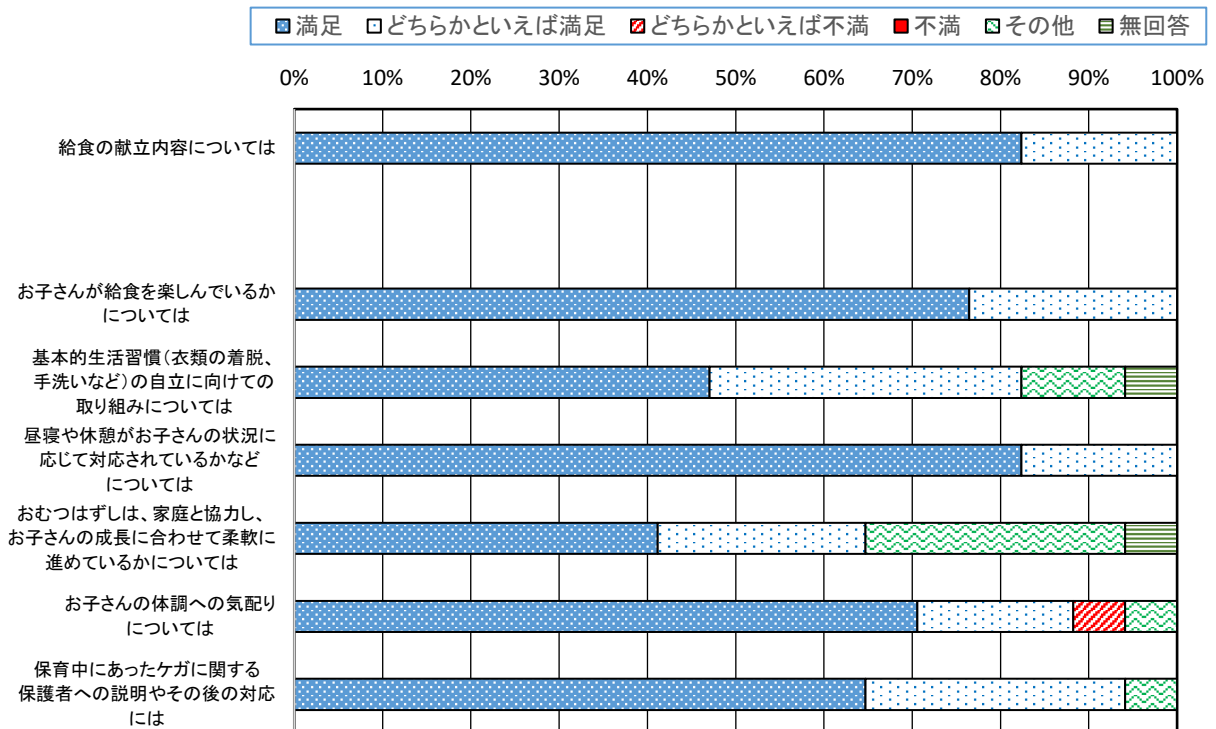 満足 どちらかといえば満足 どちらかといえば不満 不満 その他 無回答
0% 10% 20% 30% 40% 50% 60% 70% 80% 90% 100%
給食の献立内容については
お子さんが給食を楽しんでいるか
については
基本的生活習慣(衣類の着脱、
手洗いなど)の自立に向けての
取り組みについては
昼寝や休憩がお子さんの状況に
応じて対応されているかなど
については
おむつはずしは、家庭と協力し、
お子さんの成長に合わせて柔軟に
進めているかについては
お子さんの体調への気配り
については
保育中にあったケガに関する
保護者への説明やその後の対応
には